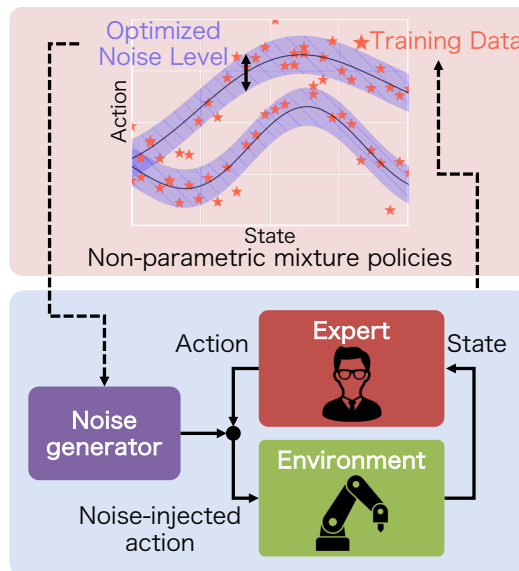 Optimized
Noise Level
Training Data
Action
State
Non-parametric mixture policies
Action
Expert
State
Noise
generator
Environment
Noise-injected
action